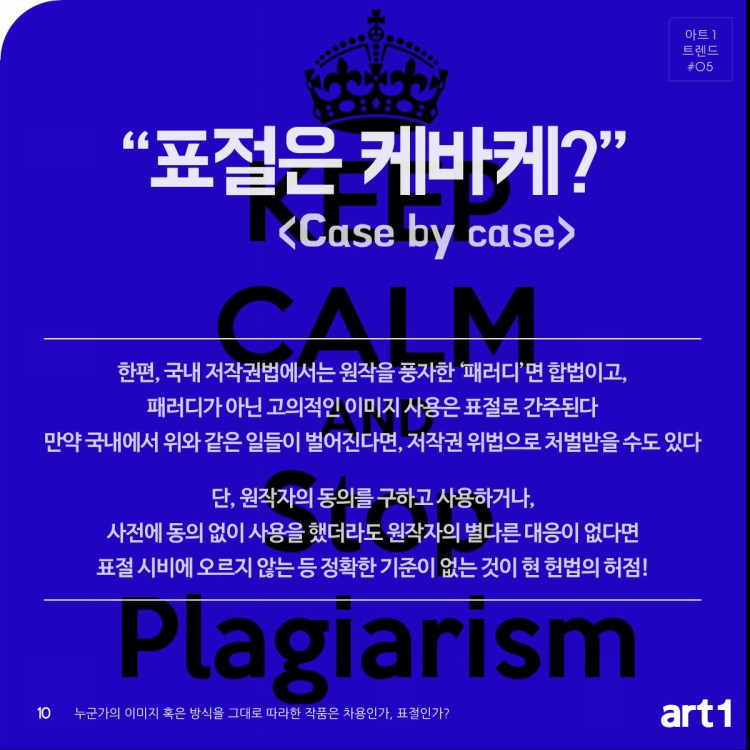 아트1
트렌드
#05
“표절은 케바케?”
KEEP
<Case by case>
CALM
한편, 국내 저작권법에서는 원작을 풍자한 ‘패러디’면 합법이고,
패러디가 아닌 고의적인 이미지 사용은 표절로 간주된다
AND
만약 국내에서 위와 같은 일들이 벌어진다면, 저작권 위법으로 처벌받을 수도 있다
단, 원작자의 동의를 구하고 사용하거나,
Stop
사전에 동의 없이 사용을 했더라도 원작자의 별다른 대응이 없다면
표절 시비에 오르지 않는 등 정확한 기준이 없는 것이 현 헌법의 허점!
Plagiarism
10 누군가의 이미지 혹은 방식을 그대로 따라한 작품은 차용인가, 표절인가?
art1